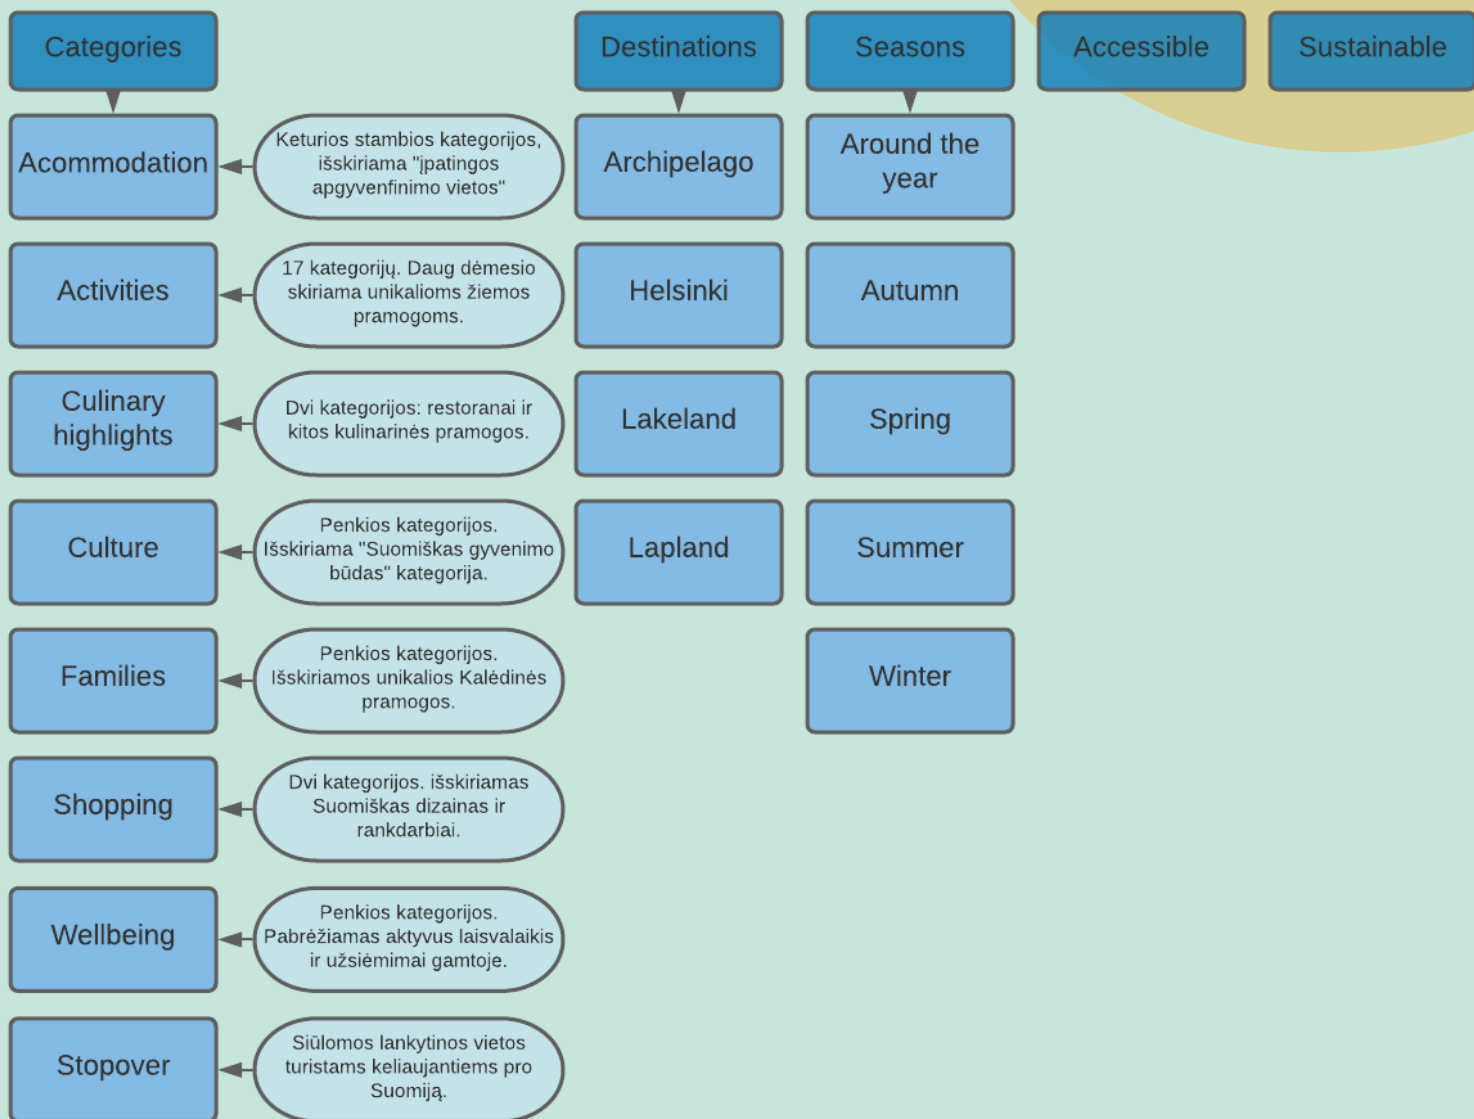 Categories
Destinations
Seasons
Accessible
Sustainable
Acommodation
Keturios stambios kategorijos,
išskiriama "įpatingos
apgyvenfinimo vietos"
Archipelago
Around the
year
Activities
17 kategorijų. Daug dėmesio
skiriama unikalioms žiemos
pramogoms.
Helsinki
Autumn
Culinary
highlights
Dvi kategorijos: restoranai ir
kitos kulinarinės pramogos.
Lakeland
Spring
Culture
Penkios kategorijos.
Išskiriama "Suomiškas gyvenimo
būdas" kategorija.
Lapland
Summer
Families
Penkios kategorijos.
Išskiriamos unikalios Kalėdinės
pramogos.
Winter
Shopping
Dvi kategorijos. išskiriamas
Suomiškas dizainas ir
rankdarbiai.
Wellbeing
Penkios kategorijos.
Pabrėžiamas aktyvus laisvalaikis
ir užsiėmimai gamtoje.
Stopover
Siūlomos lankytinos vietos
turistams keliaujantiems pro
Suomiją.